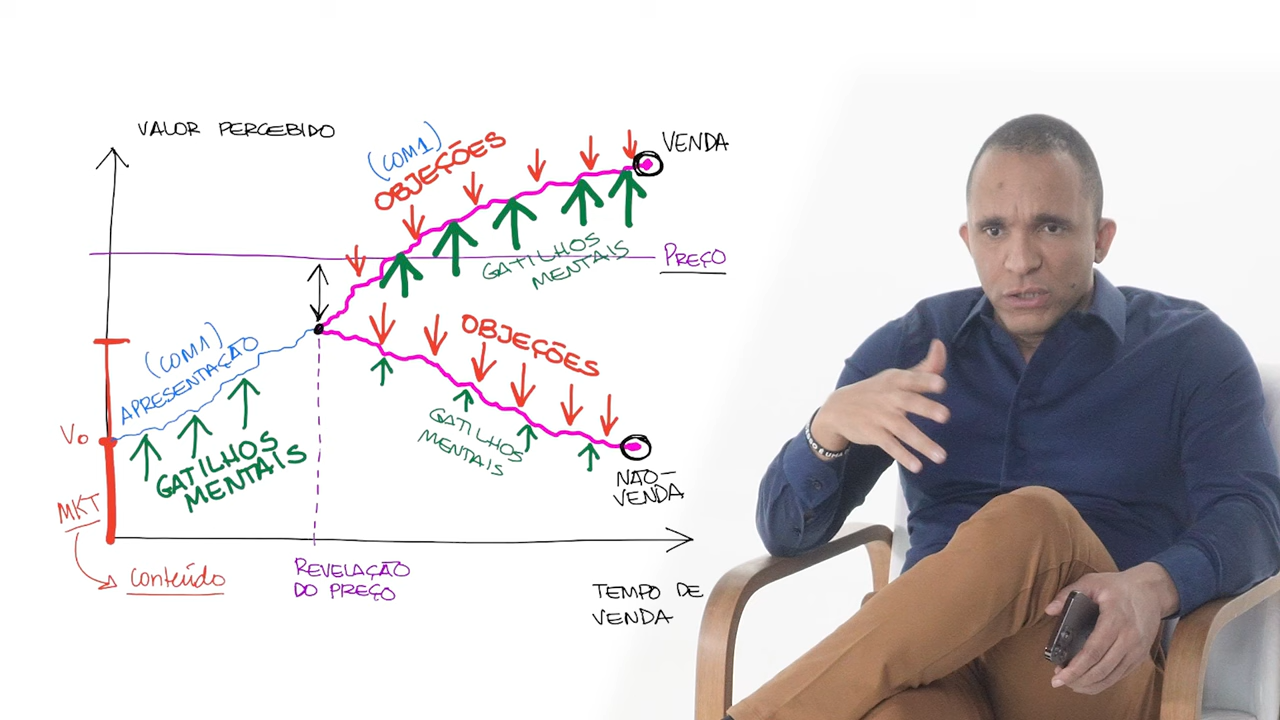 VALOR PERCEBIDO
(COM1)
OBJEÇÕES
VENDA
GATILHOS
MENTAIS
PREÇO
(COM1)
APRESENTAÇÃO
OBJEÇÕES
V0
GATILHOS
MENTAIS
GATILHOS
MENTAIS
NÃO-
VENDA
MKT
Conteúdo
REVELAÇÃO
DO PREÇO
TEMPO DE
VENDA